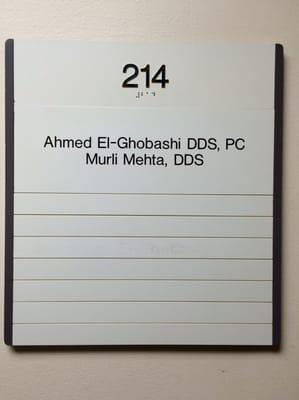 214
Ahmed El-Ghobashi DDS, PC
Murli Mehta, DDS